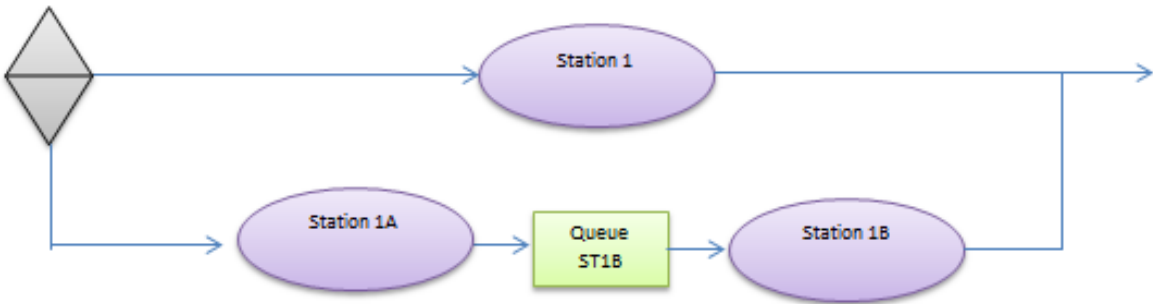 Station 1
Station 1A
Queue
ST1B
Station 1B